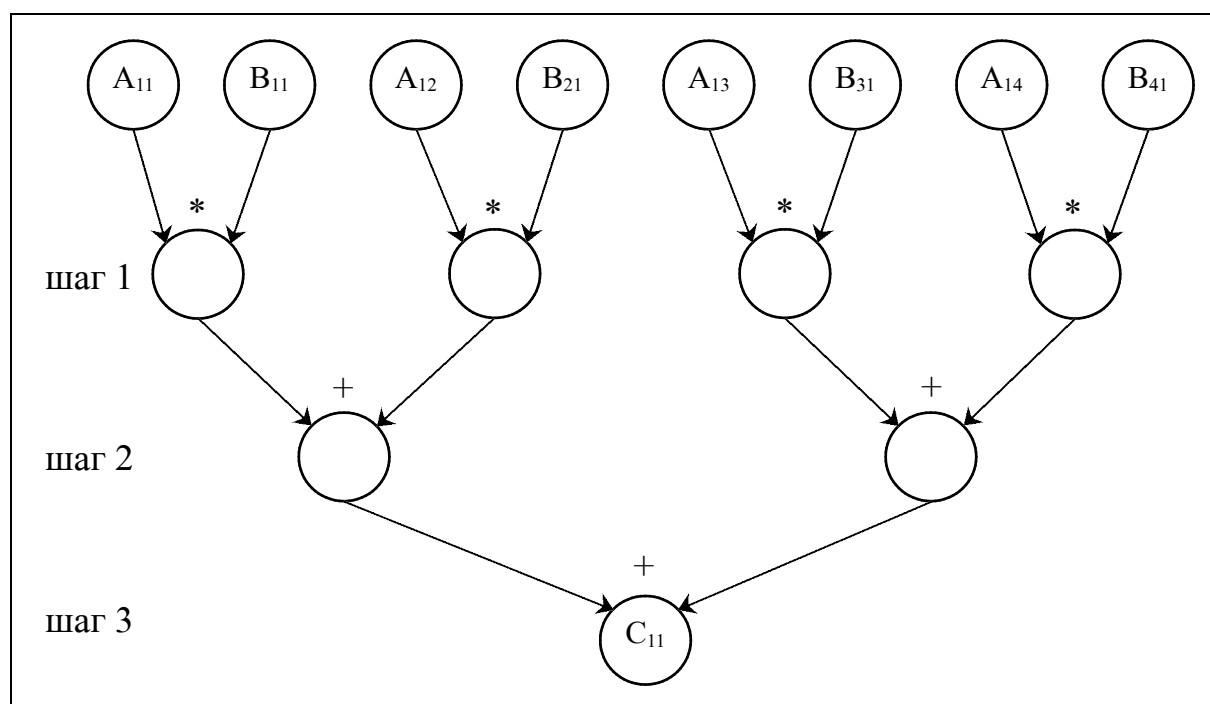 A₁₁ B₁₁ A₁₂ B₂₁ A₁₃ B₃₁ A₁₄ B₄₁
* * * *
шаг 1
+ +
шаг 2
+
шаг 3
C₁₁